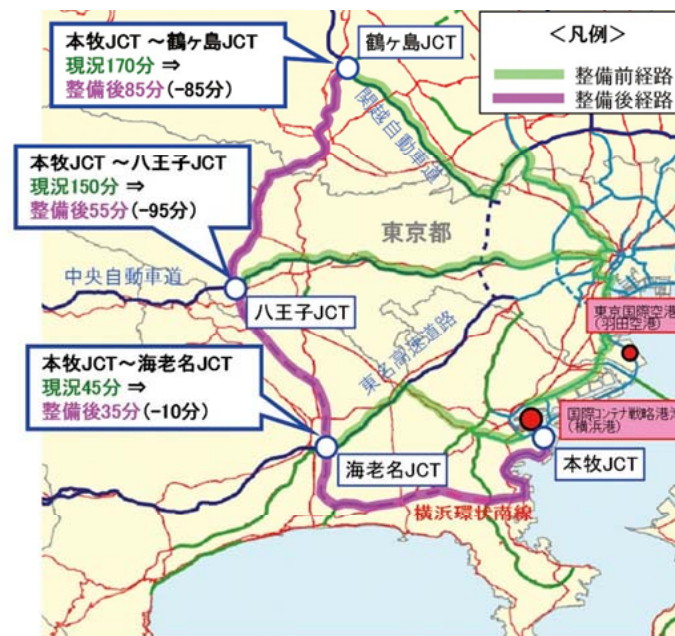 本牧JCT ～鶴ヶ島JCT
現況170分 ⇒
整備後85分(-85分)
鶴ヶ島JCT
＜凡例＞
整備前経路
整備後経路
関越自動車道
本牧JCT ～八王子JCT
現況150分 ⇒
整備後55分(-95分)
東京都
中央自動車道
八王子JCT
東名高速道路
東京国際空港
(羽田空港)
本牧JCT～海老名JCT
現況45分 ⇒
整備後35分(-10分)
国際コンテナ戦略港
(横浜港)
海老名JCT
本牧JCT
横浜環状南線